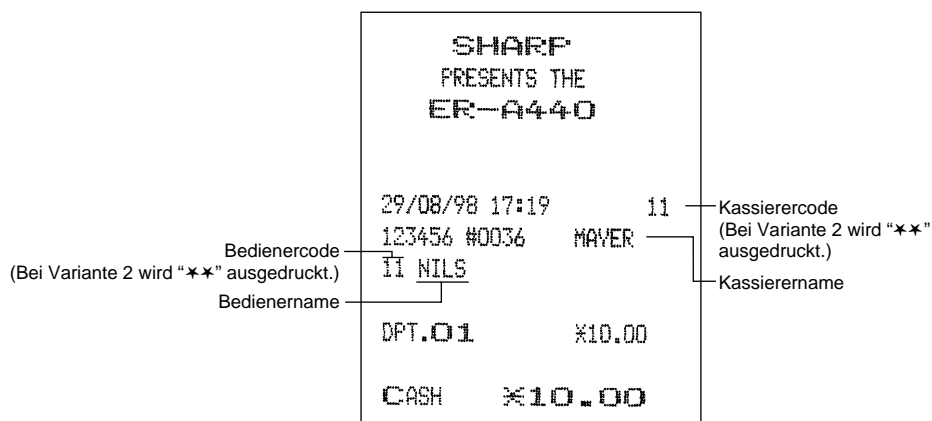 SHARP
PRESENTS THE
ER-A440
29/08/98 17:19 11
123456 #0036 MAYER
11 NILS
DPT.01 ¥10.00
CASH ¥10.00
Bedienercode
(Bei Variante 2 wird “★★” ausgedruckt.)
Bedienername
Kassierercode
(Bei Variante 2 wird “★★”
ausgedruckt.)
Kassierername